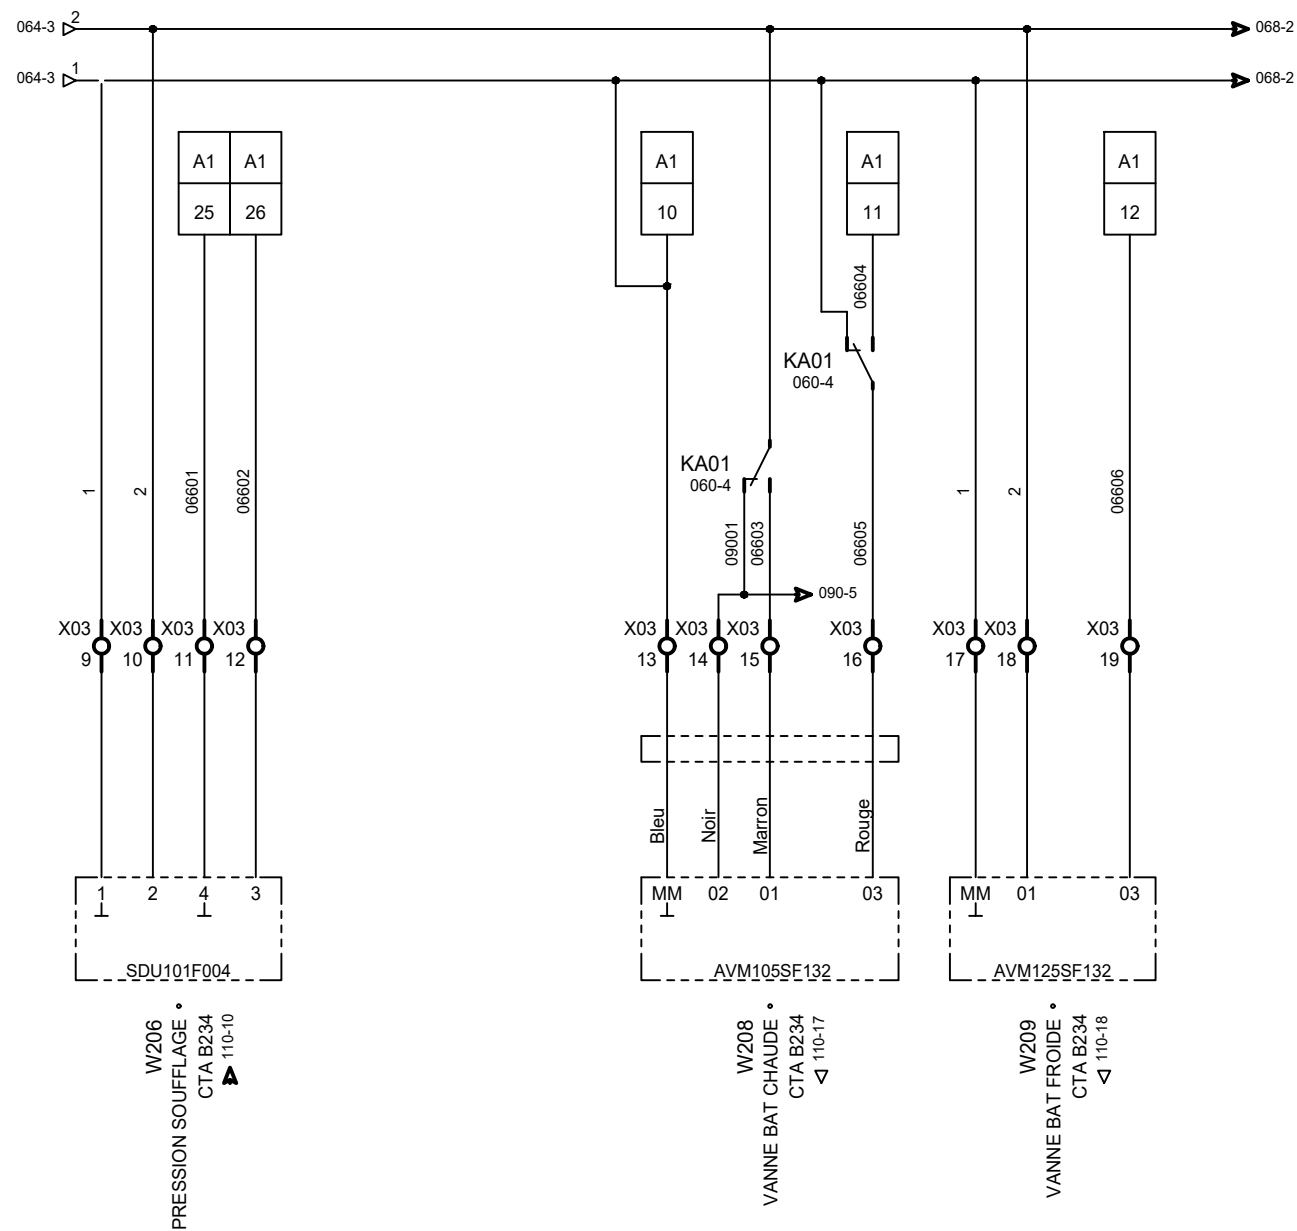 064-3 2 068-2
064-3 1 068-2
A1 A1 A1 A1 A1
25 26 10 11 12
06604
KA01
060-4
KA01
060-4
1 2 06601 06602 09001 06603 06605 1 2 06606
090-5
X03 X03 X03 X03 X03 X03 X03 X03 X03 X03 X03
9 10 11 12 13 14 15 16 17 18 19
Bleu Noir Marron Rouge
1 2 4 3 MM 02 01 03 MM 01 03
SDU101F004 AVM105SF132 AVM125SF132
W206
PRESSION SOUFFLAGE
CTA B234
110-10
W208
VANNE BAT CHAUDE
CTA B234
110-17
W209
VANNE BAT FROIDE
CTA B234
110-18